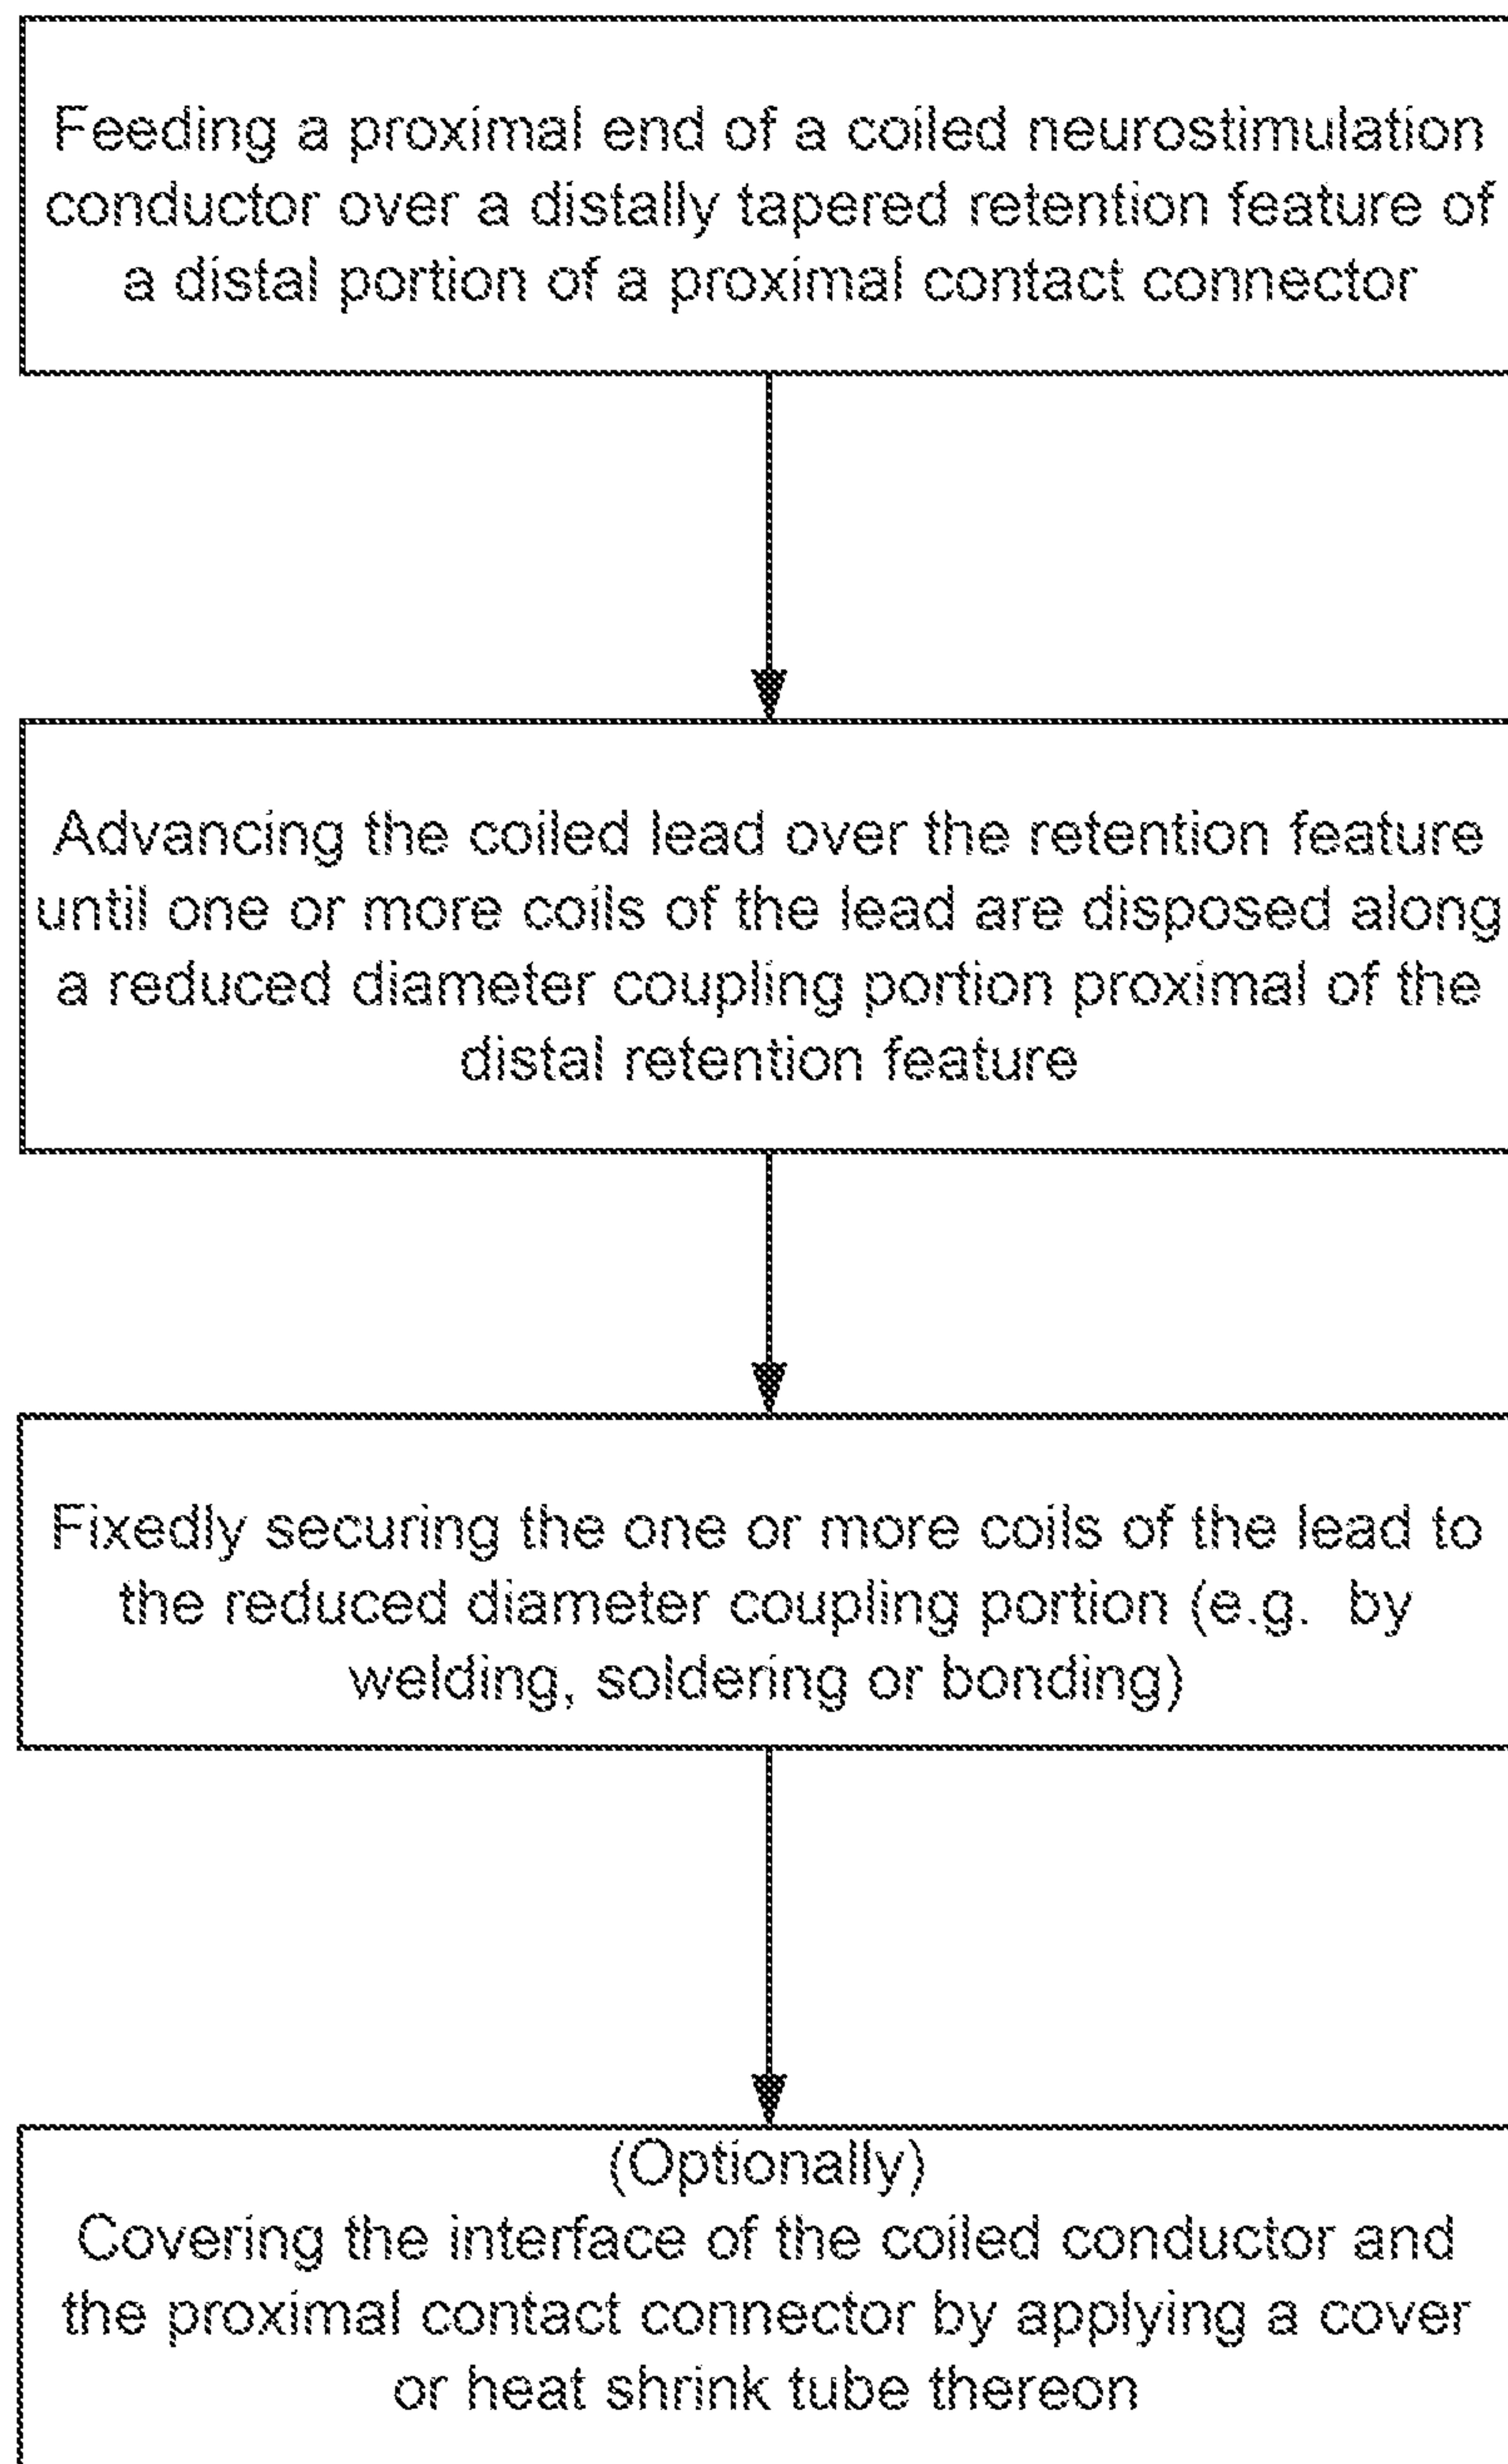 Feeding a proximal end of a coiled neurostimulation
conductor over a distally tapered retention feature of
a distal portion of a proximal contact connector
Advancing the coiled lead over the retention feature
until one or more coils of the lead are disposed along
a reduced diameter coupling portion proximal of the
distal retention feature
Fixedly securing the one or more coils of the lead to
the reduced diameter coupling portion (e.g. by
welding, soldering or bonding)
(Optionally)
Covering the interface of the coiled conductor and
the proximal contact connector by applying a cover
or heat shrink tube thereon